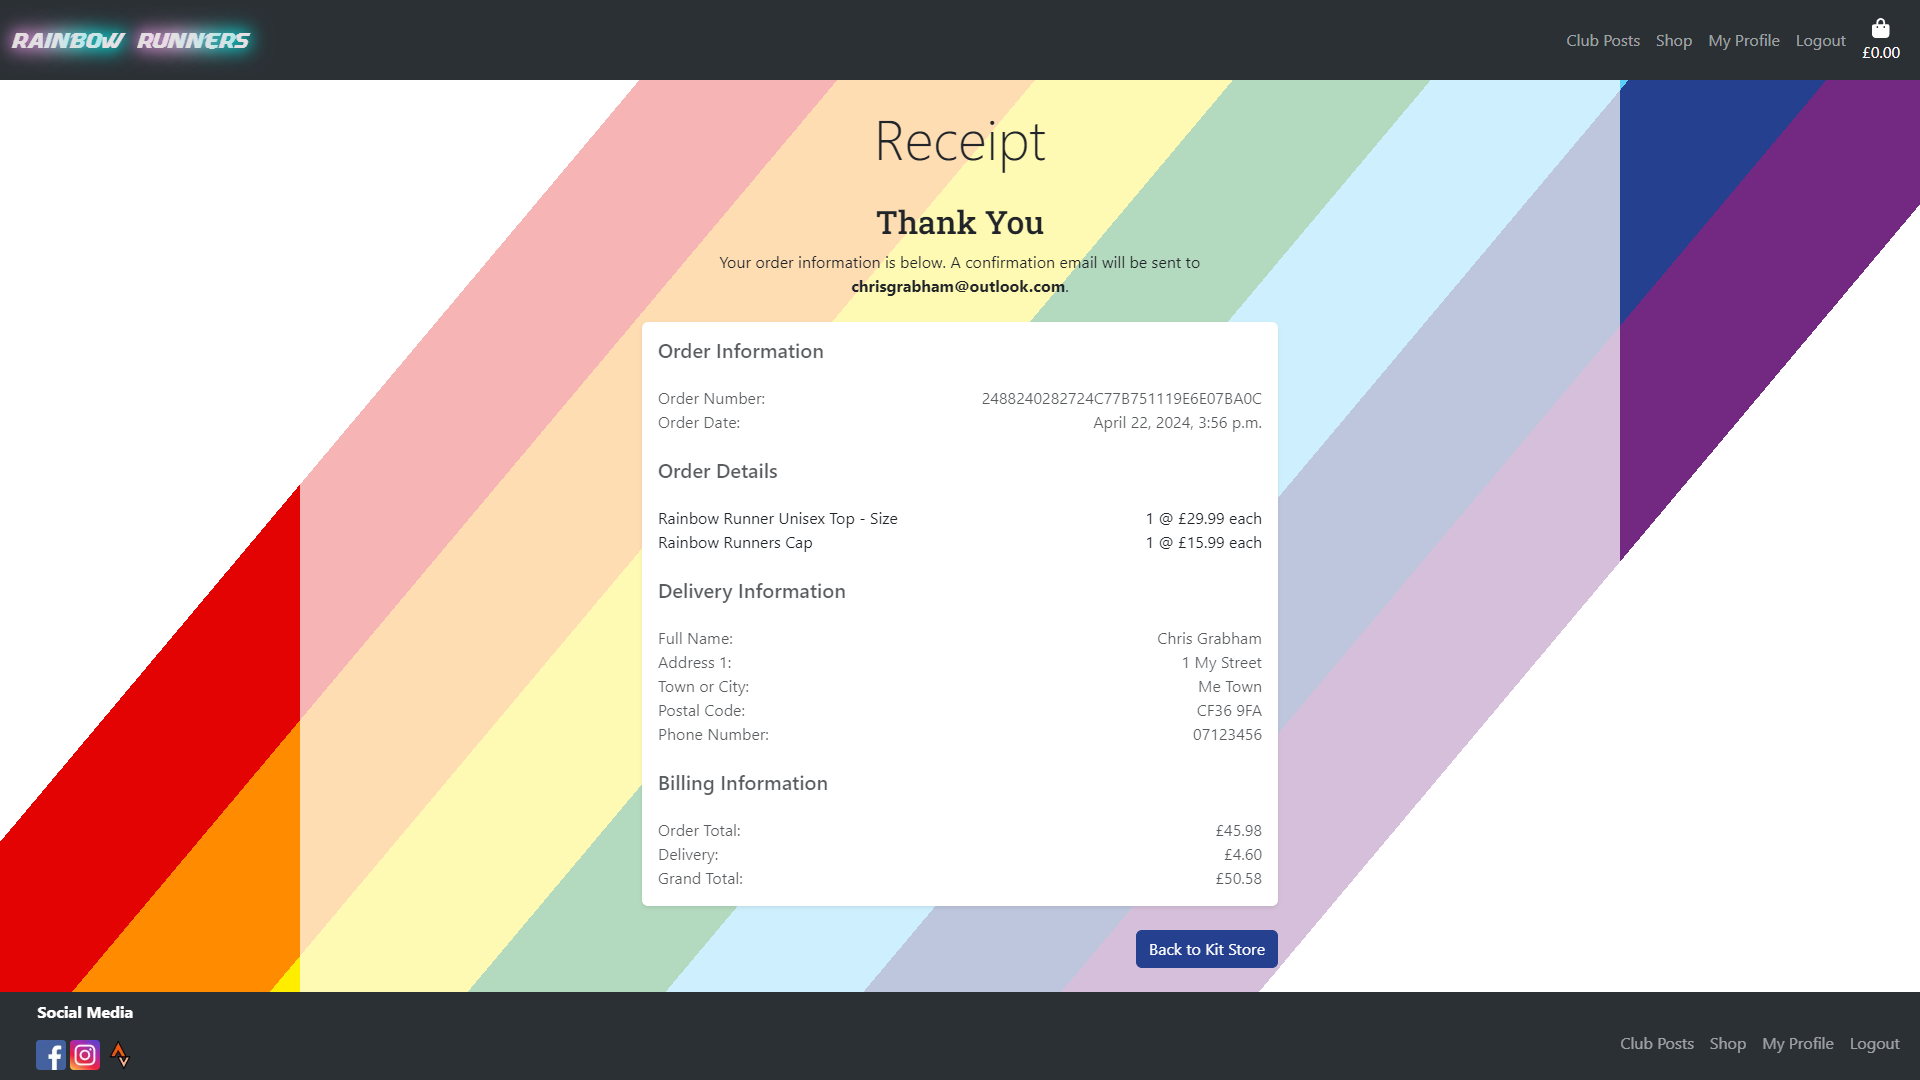 RAINBOW RUNNERS
Club Posts Shop My Profile Logout £0.00
Receipt
Thank You
Your order information is below. A confirmation email will be sent to
chrisgrabham@outlook.com.
Order Information
Order Number: 2488240282724C77B751119E6E07BA0C
Order Date: April 22, 2024, 3:56 p.m.
Order Details
Rainbow Runner Unisex Top - Size 1 @ £29.99 each
Rainbow Runners Cap 1 @ £15.99 each
Delivery Information
Full Name: Chris Grabham
Address 1: 1 My Street
Town or City: Me Town
Postal Code: CF36 9FA
Phone Number: 07123456
Billing Information
Order Total: £45.98
Delivery: £4.60
Grand Total: £50.58
Back to Kit Store
Social Media
Club Posts Shop My Profile Logout